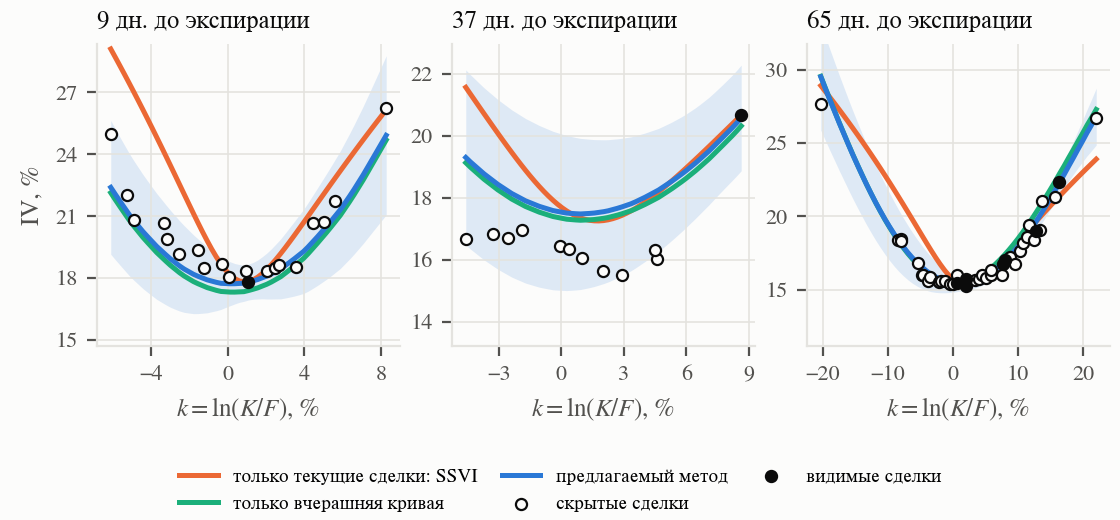 9 дн. до экспирации
37 дн. до экспирации
65 дн. до экспирации
IV, %
27
24
21
18
15
−4
0
4
8
k = ln(K/F), %
22
20
18
16
14
−3
0
3
6
9
k = ln(K/F), %
30
25
20
15
−20
−10
0
10
20
k = ln(K/F), %
только текущие сделки: SSVI
предлагаемый метод
видимые сделки
только вчерашняя кривая
скрытые сделки